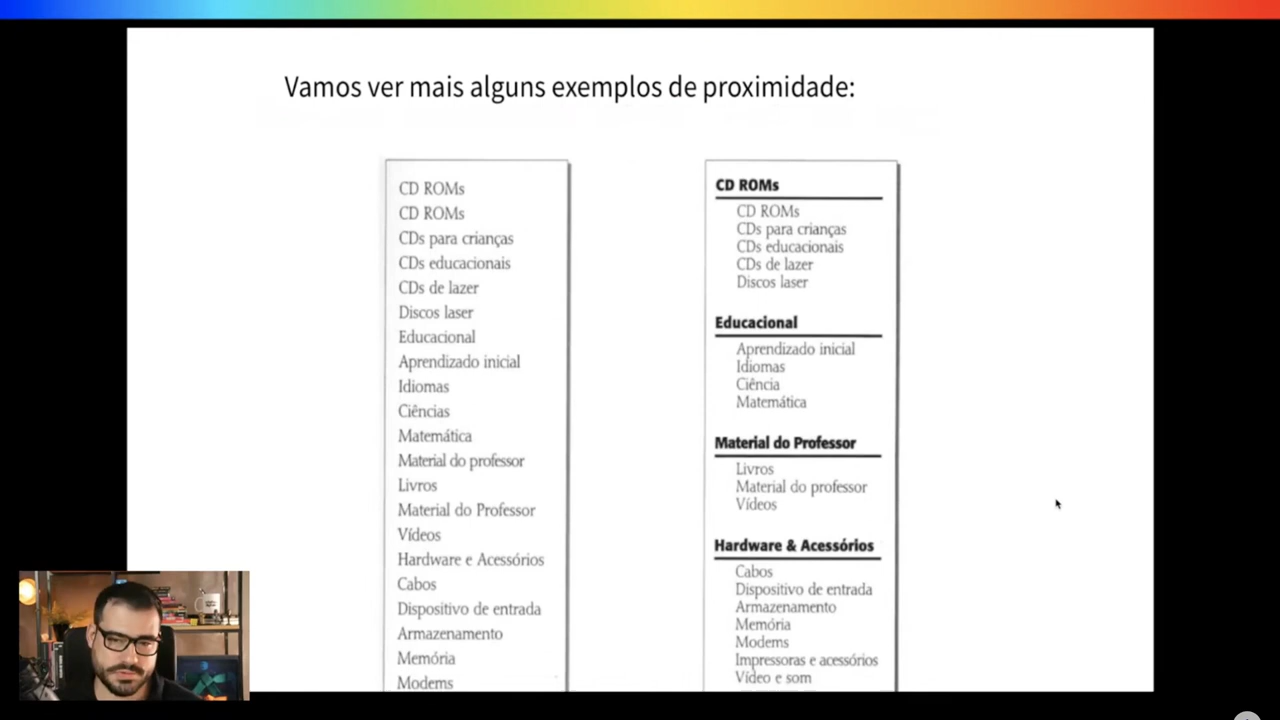 Vamos ver mais alguns exemplos de proximidade:
CD ROMs
CD ROMs
CDs para crianças
CDs educacionais
CDs de lazer
Discos laser
Educacional
Aprendizado inicial
Idiomas
Ciências
Matemática
Material do professor
Livros
Material do Professor
Vídeos
Hardware e Acessórios
Cabos
Dispositivo de entrada
Armazenamento
Memória
Modems
CD ROMs
CD ROMs
CDs para crianças
CDs educacionais
CDs de lazer
Discos laser
Educacional
Aprendizado inicial
Idiomas
Ciência
Matemática
Material do Professor
Livros
Material do professor
Vídeos
Hardware & Acessórios
Cabos
Dispositivo de entrada
Armazenamento
Memória
Modems
Impressoras e acessórios
Vídeo e som